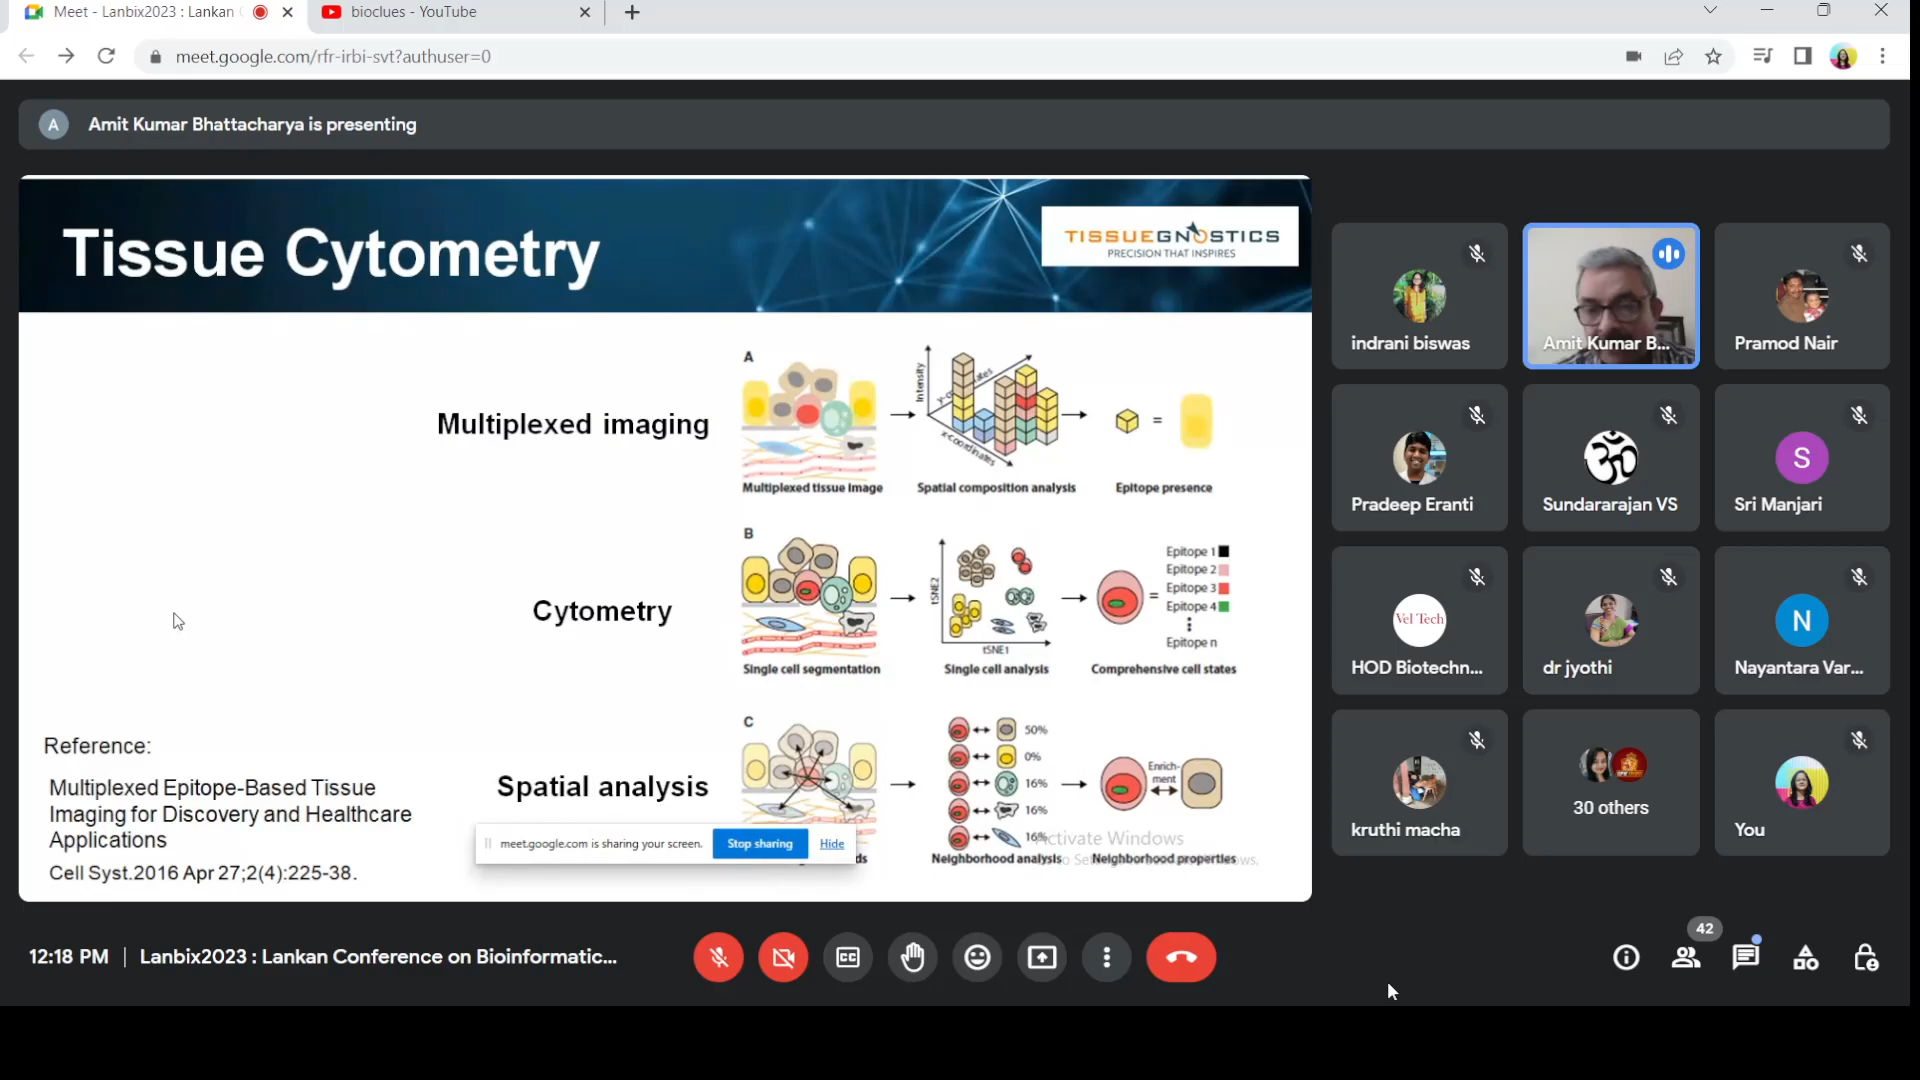 Meet - Lanbix2023 : Lankan
bioclues - YouTube
meet.google.com/rfr-irbi-svt?authuser=0
A
Amit Kumar Bhattacharya is presenting
Tissue Cytometry
TISSUEGNOSTICS
PRECISION THAT INSPIRES
A
Multiplexed imaging
Intensity
x-coordinates
=
Multiplexed tissue image
Spatial composition analysis
Epitope presence
B
Cytometry
tSNE2
tSNE1
=
Epitope 1
Epitope 2
Epitope 3
Epitope 4
Epitope n
Single cell segmentation
Single cell analysis
Comprehensive cell states
C
Spatial analysis
50%
0%
16%
16%
16%
Enrich-
ment
Neighborhood analysis
Neighborhood properties
Activate Windows
Reference:
Multiplexed Epitope-Based Tissue
Imaging for Discovery and Healthcare
Applications
Cell Syst.2016 Apr 27;2(4):225-38.
meet.google.com is sharing your screen.
Stop sharing
Hide
indrani biswas
Amit Kumar B...
Pramod Nair
Pradeep Eranti
Sundararajan VS
S
Sri Manjari
Vel Tech
HOD Biotechn...
dr jyothi
N
Nayantara Var...
kruthi macha
30 others
You
12:18 PM | Lanbix2023 : Lankan Conference on Bioinformatic...
CC
42